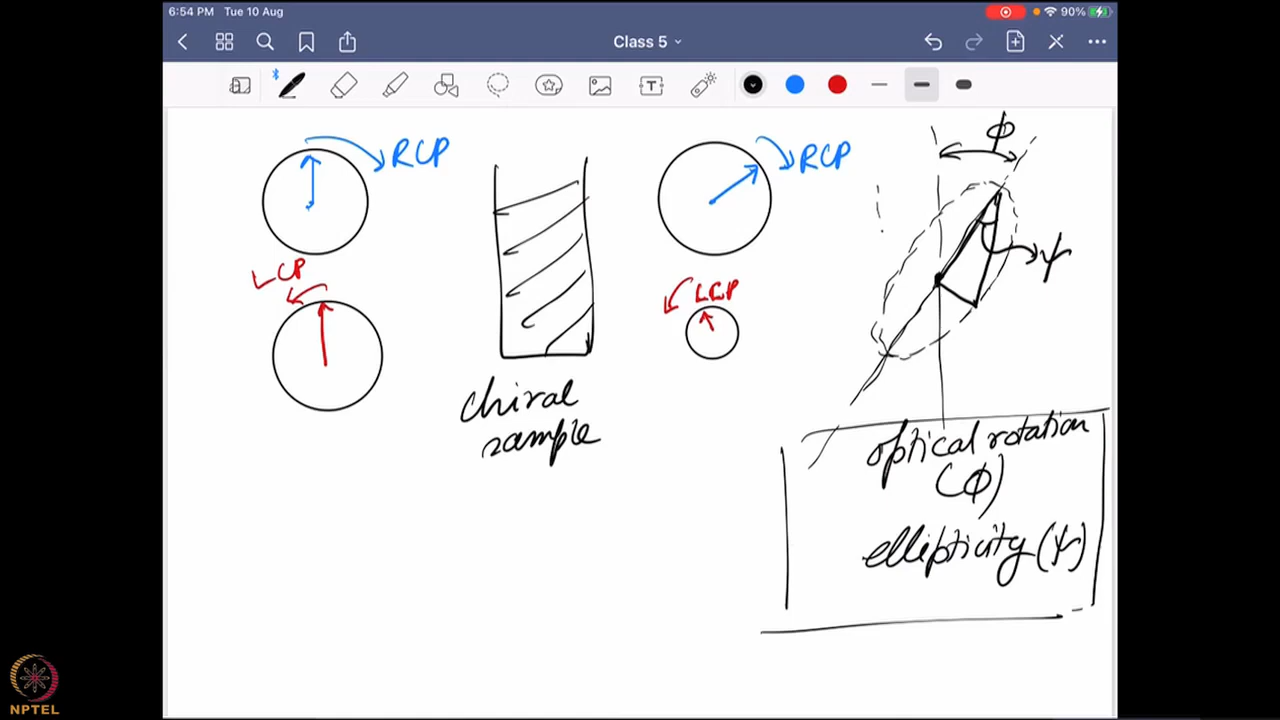 6:54 PM Tue 10 Aug
90%
Class 5
T
RCP
LCP
chiral
sample
RCP
LCP
ϕ
ψ
optical rotation
(ϕ)
ellipticity (ψ)
NPTEL